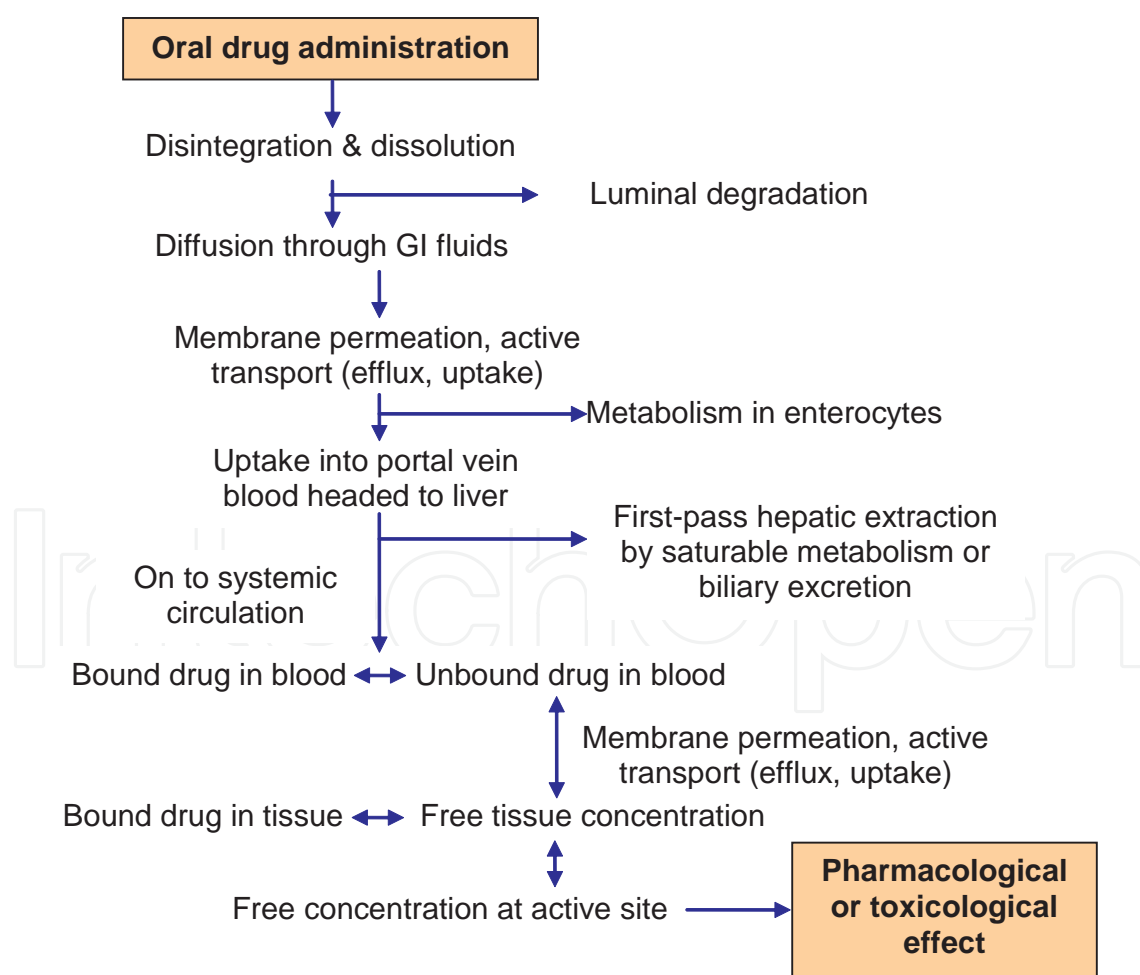 Oral drug administration
Disintegration & dissolution
Luminal degradation
Diffusion through GI fluids
Membrane permeation, active
transport (efflux, uptake)
Metabolism in enterocytes
Uptake into portal vein
blood headed to liver
First-pass hepatic extraction
by saturable metabolism or
biliary excretion
On to systemic
circulation
Bound drug in blood
Unbound drug in blood
Membrane permeation, active
transport (efflux, uptake)
Bound drug in tissue
Free tissue concentration
Free concentration at active site
Pharmacological
or toxicological
effect
IntechOpen